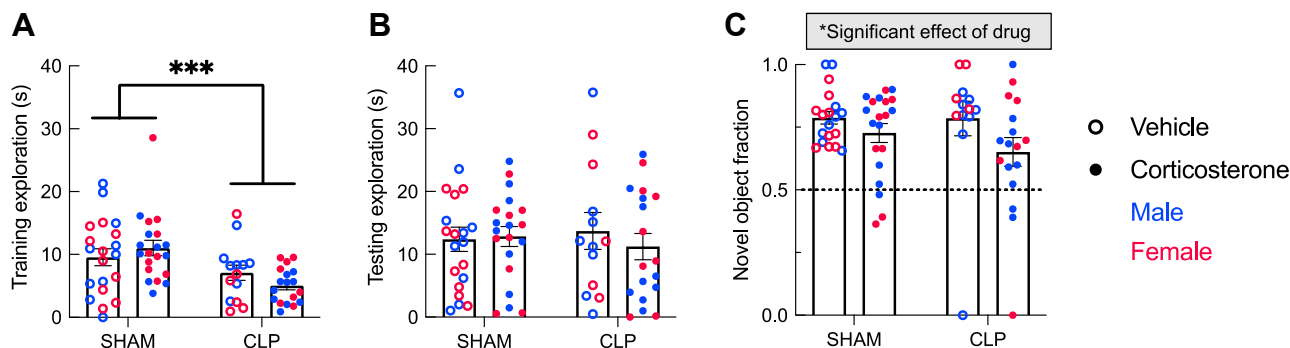 A
Training exploration (s)
40
30
20
10
0
***
SHAM
CLP
B
Testing exploration (s)
40
30
20
10
0
SHAM
CLP
C
*Significant effect of drug
Novel object fraction
1.0
0.5
0.0
SHAM
CLP
Vehicle
Corticosterone
Male
Female